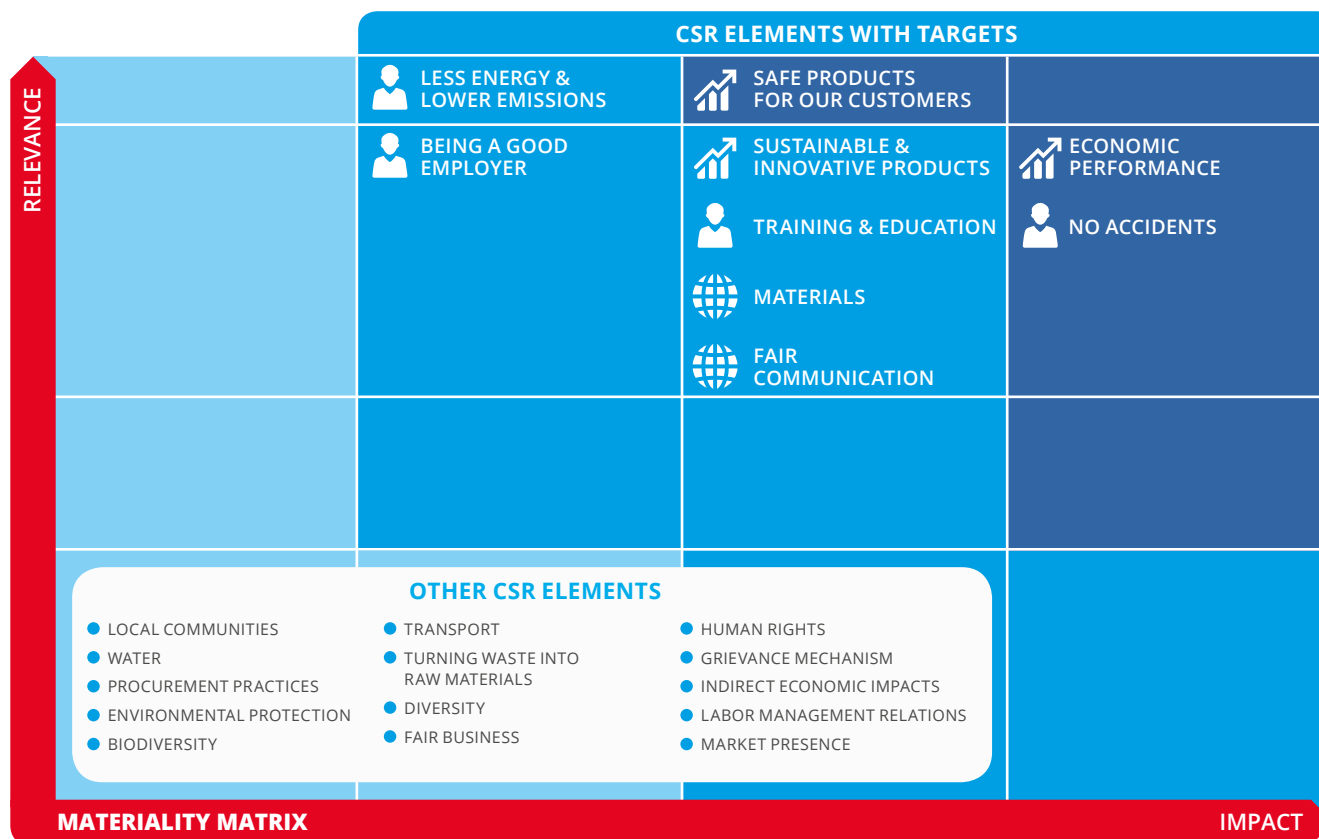 CSR ELEMENTS WITH TARGETS
RELEVANCE
LESS ENERGY &
LOWER EMISSIONS
SAFE PRODUCTS
FOR OUR CUSTOMERS
BEING A GOOD
EMPLOYER
SUSTAINABLE &
INNOVATIVE PRODUCTS
TRAINING & EDUCATION
MATERIALS
FAIR
COMMUNICATION
ECONOMIC
PERFORMANCE
NO ACCIDENTS
OTHER CSR ELEMENTS
LOCAL COMMUNITIES
WATER
PROCUREMENT PRACTICES
ENVIRONMENTAL PROTECTION
BIODIVERSITY
TRANSPORT
TURNING WASTE INTO
RAW MATERIALS
DIVERSITY
FAIR BUSINESS
HUMAN RIGHTS
GRIEVANCE MECHANISM
INDIRECT ECONOMIC IMPACTS
LABOR MANAGEMENT RELATIONS
MARKET PRESENCE
MATERIALITY MATRIX
IMPACT